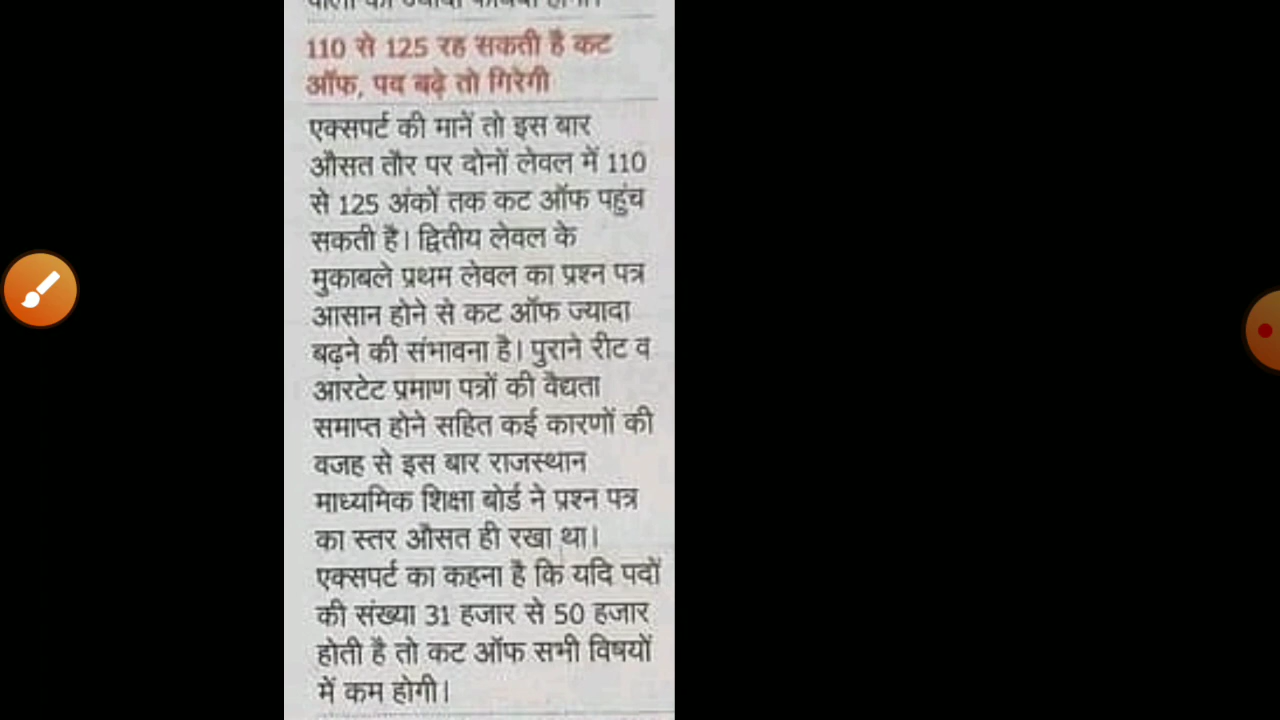 110 से 125 रह सकती है कट
ऑफ, पद बढ़े तो गिरेगी
एक्सपर्ट की मानें तो इस बार
औसत तौर पर दोनों लेवल में 110
से 125 अंकों तक कट ऑफ पहुंच
सकती है। द्वितीय लेवल के
मुकाबले प्रथम लेवल का प्रश्न पत्र
आसान होने से कट ऑफ ज्यादा
बढ़ने की संभावना है। पुराने रीट व
आरटेट प्रमाण पत्रों की वैद्यता
समाप्त होने सहित कई कारणों की
वजह से इस बार राजस्थान
माध्यमिक शिक्षा बोर्ड ने प्रश्न पत्र
का स्तर औसत ही रखा था।
एक्सपर्ट का कहना है कि यदि पदों
की संख्या 31 हजार से 50 हजार
होती है तो कट ऑफ सभी विषयों
में कम होगी।